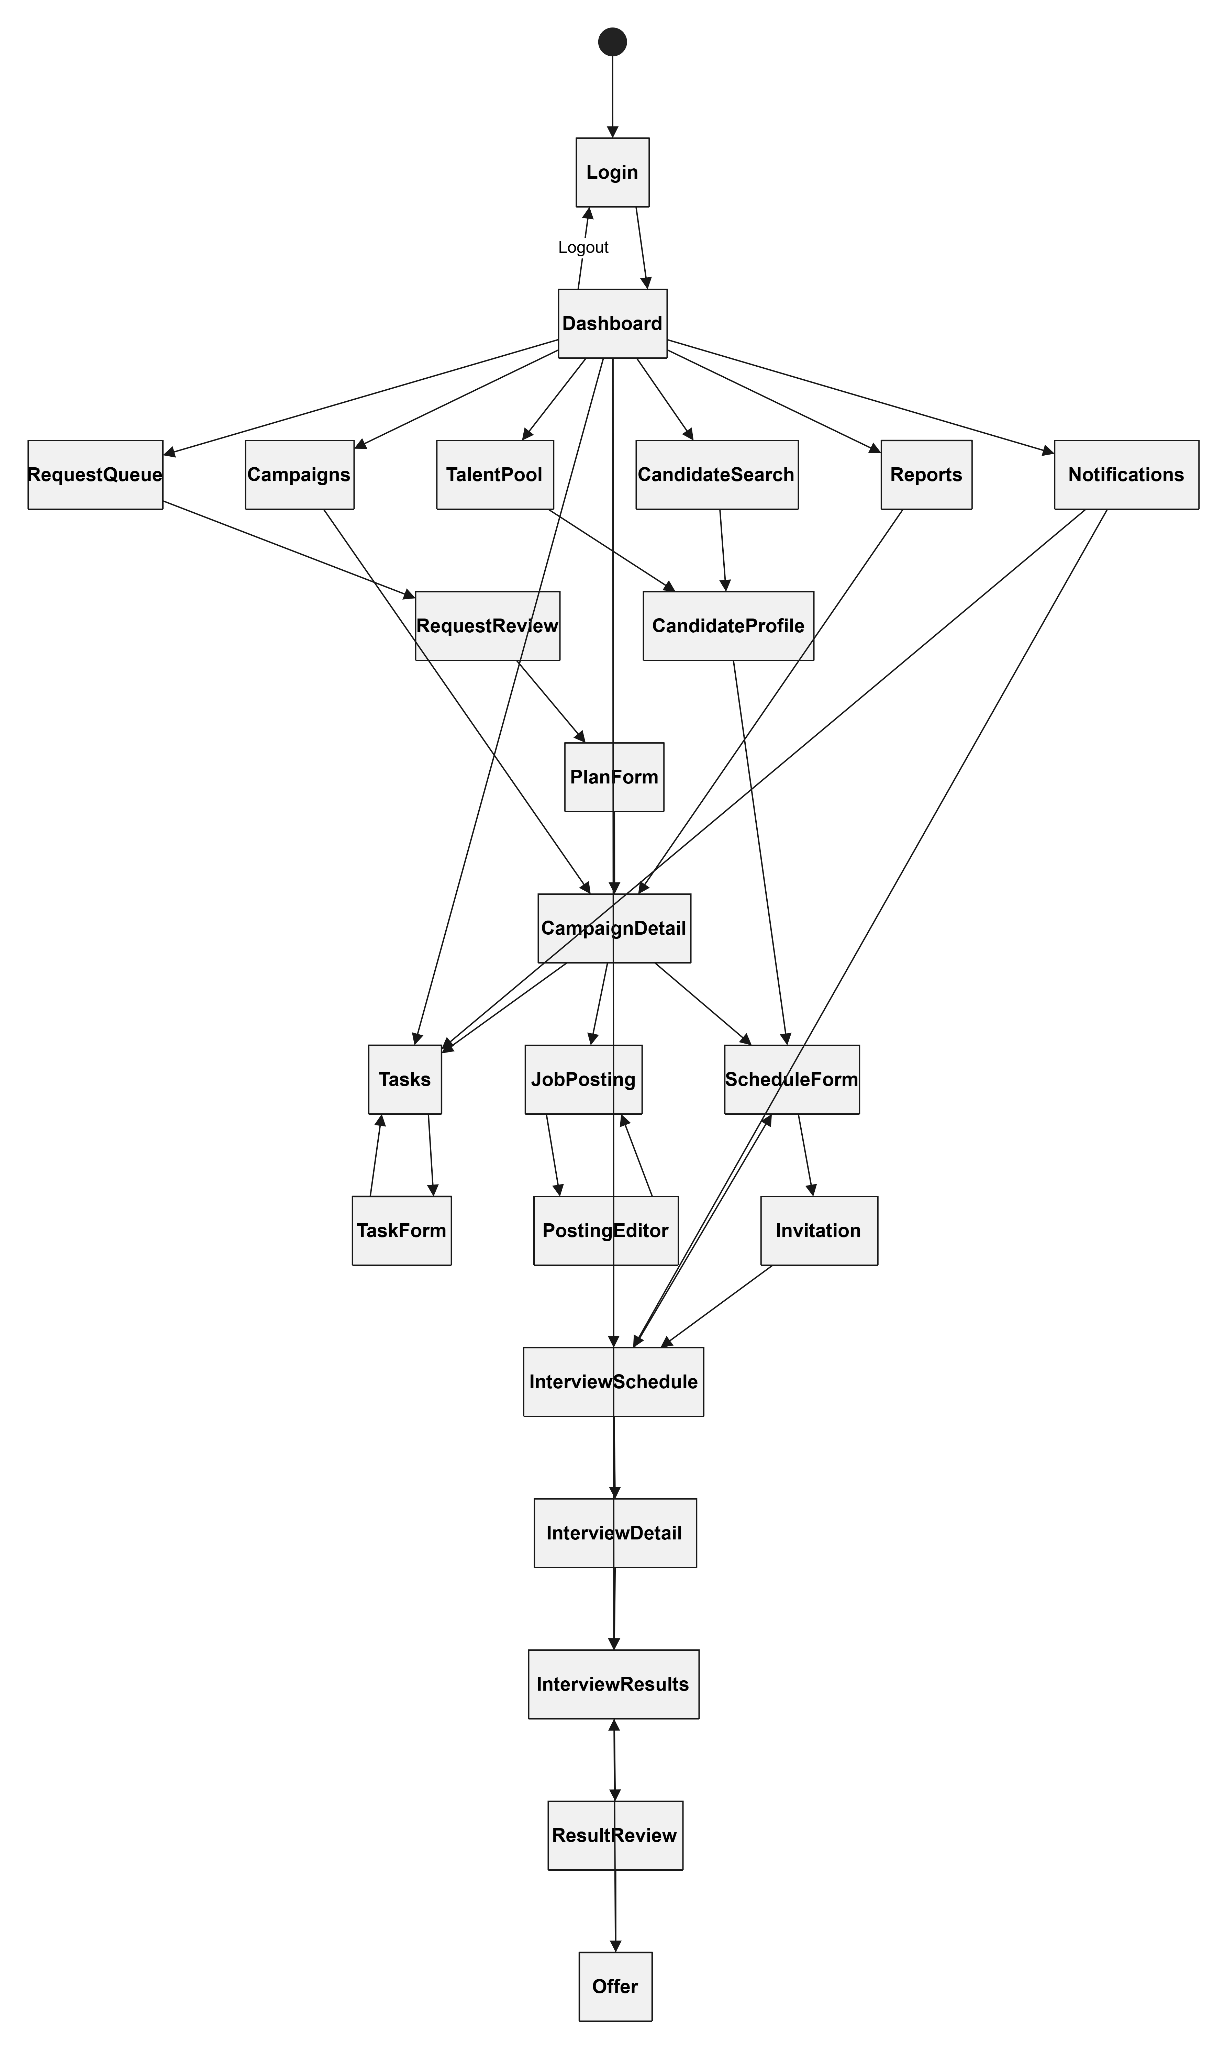 Login
Logout
Dashboard
RequestQueue
Campaigns
TalentPool
CandidateSearch
Reports
Notifications
RequestReview
CandidateProfile
PlanForm
CampaignDetail
Tasks
JobPosting
ScheduleForm
TaskForm
PostingEditor
Invitation
InterviewSchedule
InterviewDetail
InterviewResults
ResultReview
Offer